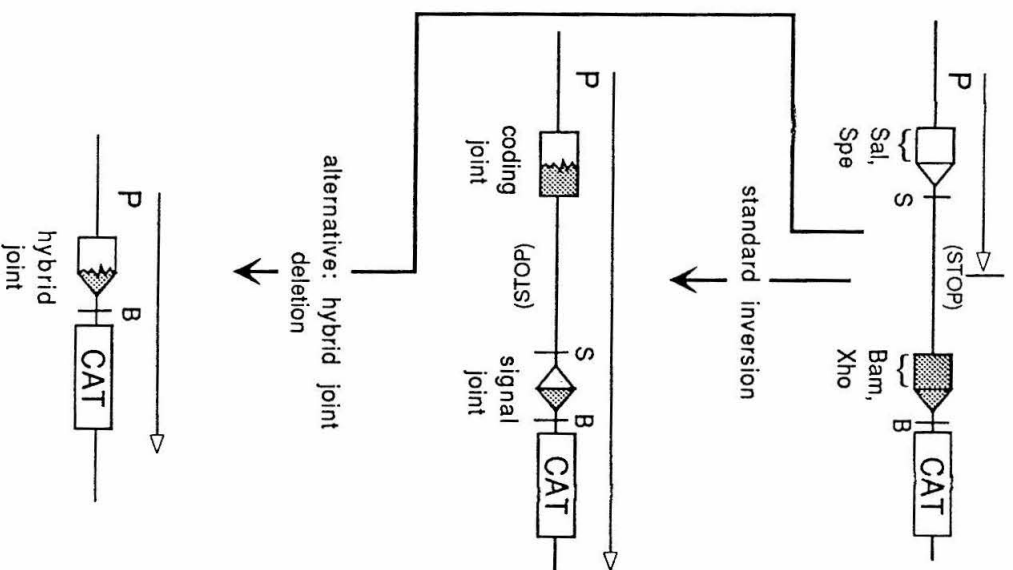 P
Sal,
Spe
S
(STOP)
Bam,
Xho
B
CAT
standard inversion
P
coding
joint
(STOP)
S
signal
joint
B
CAT
alternative: hybrid joint
deletion
P
hybrid
joint
B
CAT